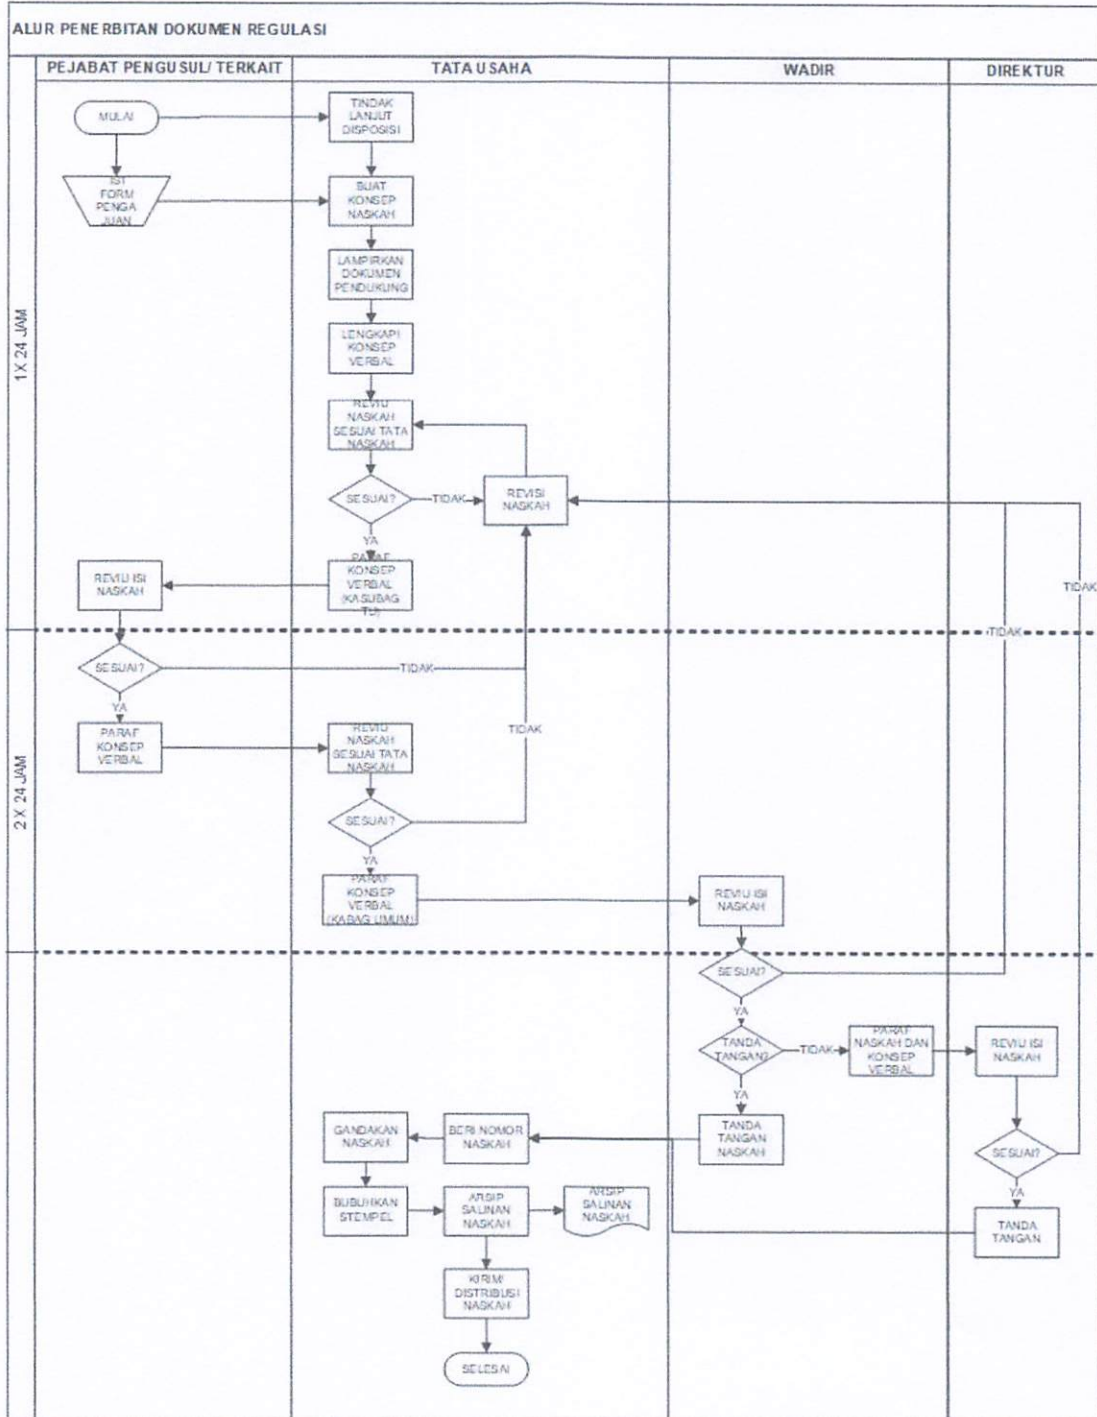 ALUR PENERBITAN DOKUMEN REGULASI
PEJABAT PENGUSUL/ TERKAIT
TATA USAHA
WADIR
DIREKTUR
1 X 24 JAM
MULAI
TINDAK
LANJUT
DISPOSISI
ISI
FORM
PENGA
JUAN
BUAT
KONSEP
NASKAH
LAMPIRKAN
DOKUMEN
PENDUKUNG
LENGKAPI
KONSEP
VERBAL
REVIU
NASKAH
SESUAI TATA
NASKAH
SESUAI?
TIDAK
REVISI
NASKAH
YA
PARAF
KONSEP
VERBAL
(KASUBAG
TU)
REVIU ISI
NASKAH
TIDAK
TIDAK
2 X 24 JAM
SESUAI?
TIDAK
YA
PARAF
KONSEP
VERBAL
REVIU
NASKAH
SESUAI TATA
NASKAH
TIDAK
SESUAI?
YA
PARAF
KONSEP
VERBAL
(KABAG UMUM)
REVIU ISI
NASKAH
SESUAI?
YA
TANDA
TANGAN?
TIDAK
PARAF
NASKAH DAN
KONSEP
VERBAL
REVIU ISI
NASKAH
YA
TANDA
TANGAN
NASKAH
SESUAI?
YA
TANDA
TANGAN
BERI NOMOR
NASKAH
GANDAKAN
NASKAH
BUBUHKAN
STEMPEL
ARSIP
SALINAN
NASKAH
ARSIP
SALINAN
NASKAH
KIRIM/
DISTRIBUSI
NASKAH
SELESAI